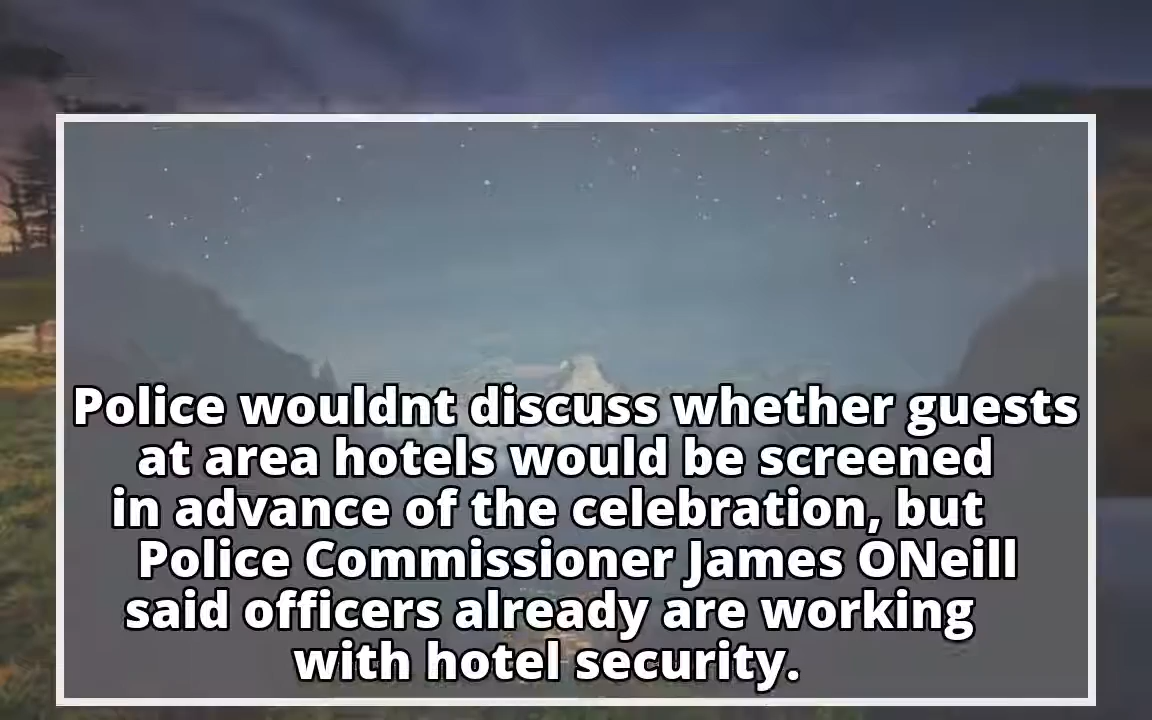 Police wouldnt discuss whether guests
at area hotels would be screened
in advance of the celebration, but
Police Commissioner James ONeill
said officers already are working
with hotel security.